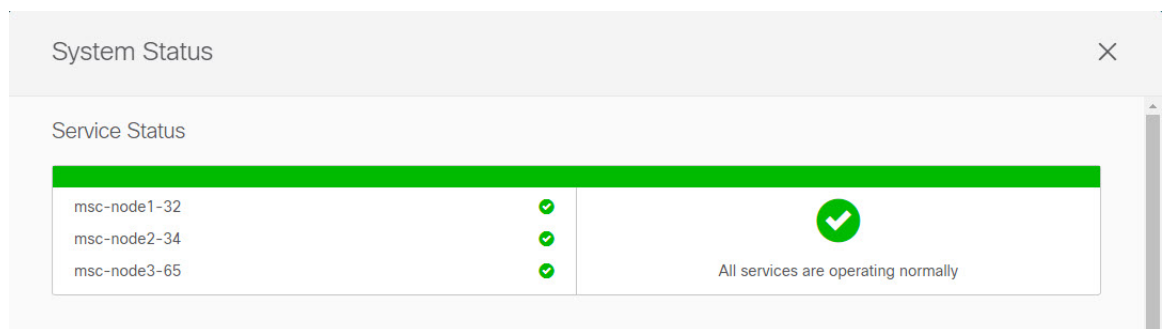 System Status
Service Status
msc-node1-32
msc-node2-34
msc-node3-65
All services are operating normally